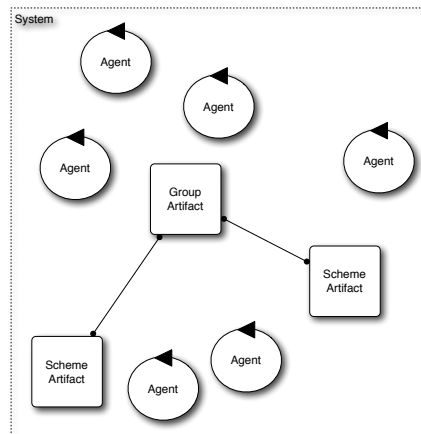 System
Agent
Agent
Agent
Agent
Group
Artifact
Scheme
Artifact
Scheme
Artifact
Agent
Agent